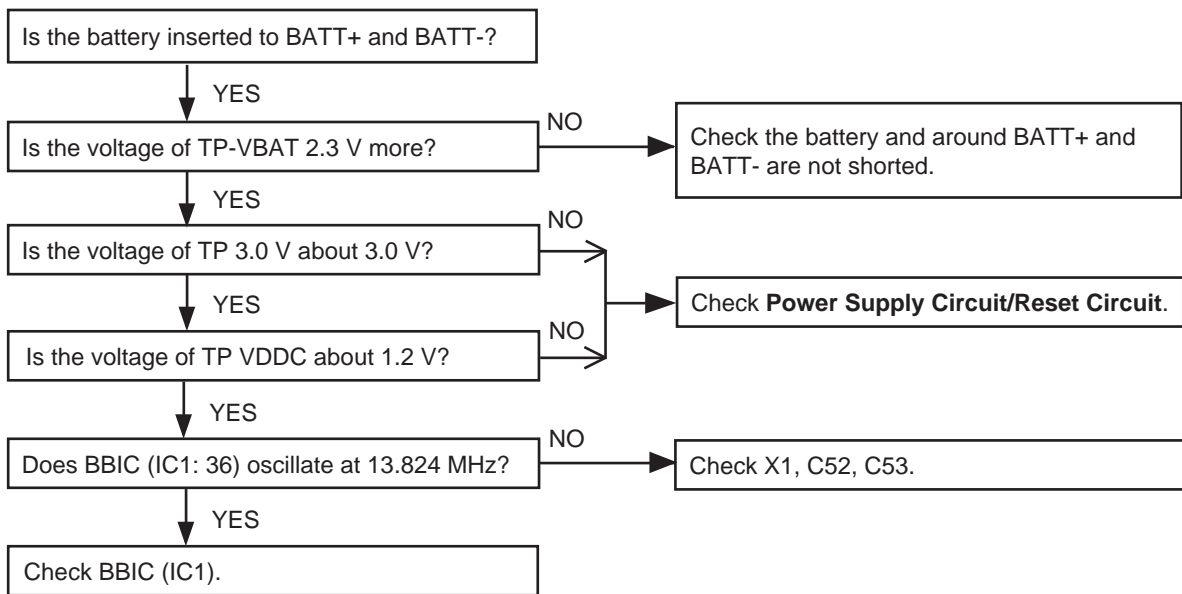 Is the battery inserted to BATT+ and BATT-?
YES
Is the voltage of TP-VBAT 2.3 V more?
NO
Check the battery and around BATT+ and
BATT- are not shorted.
YES
Is the voltage of TP 3.0 V about 3.0 V?
NO
YES
Check Power Supply Circuit/Reset Circuit.
Is the voltage of TP VDDC about 1.2 V?
NO
YES
Does BBIC (IC1: 36) oscillate at 13.824 MHz?
NO
Check X1, C52, C53.
YES
Check BBIC (IC1).